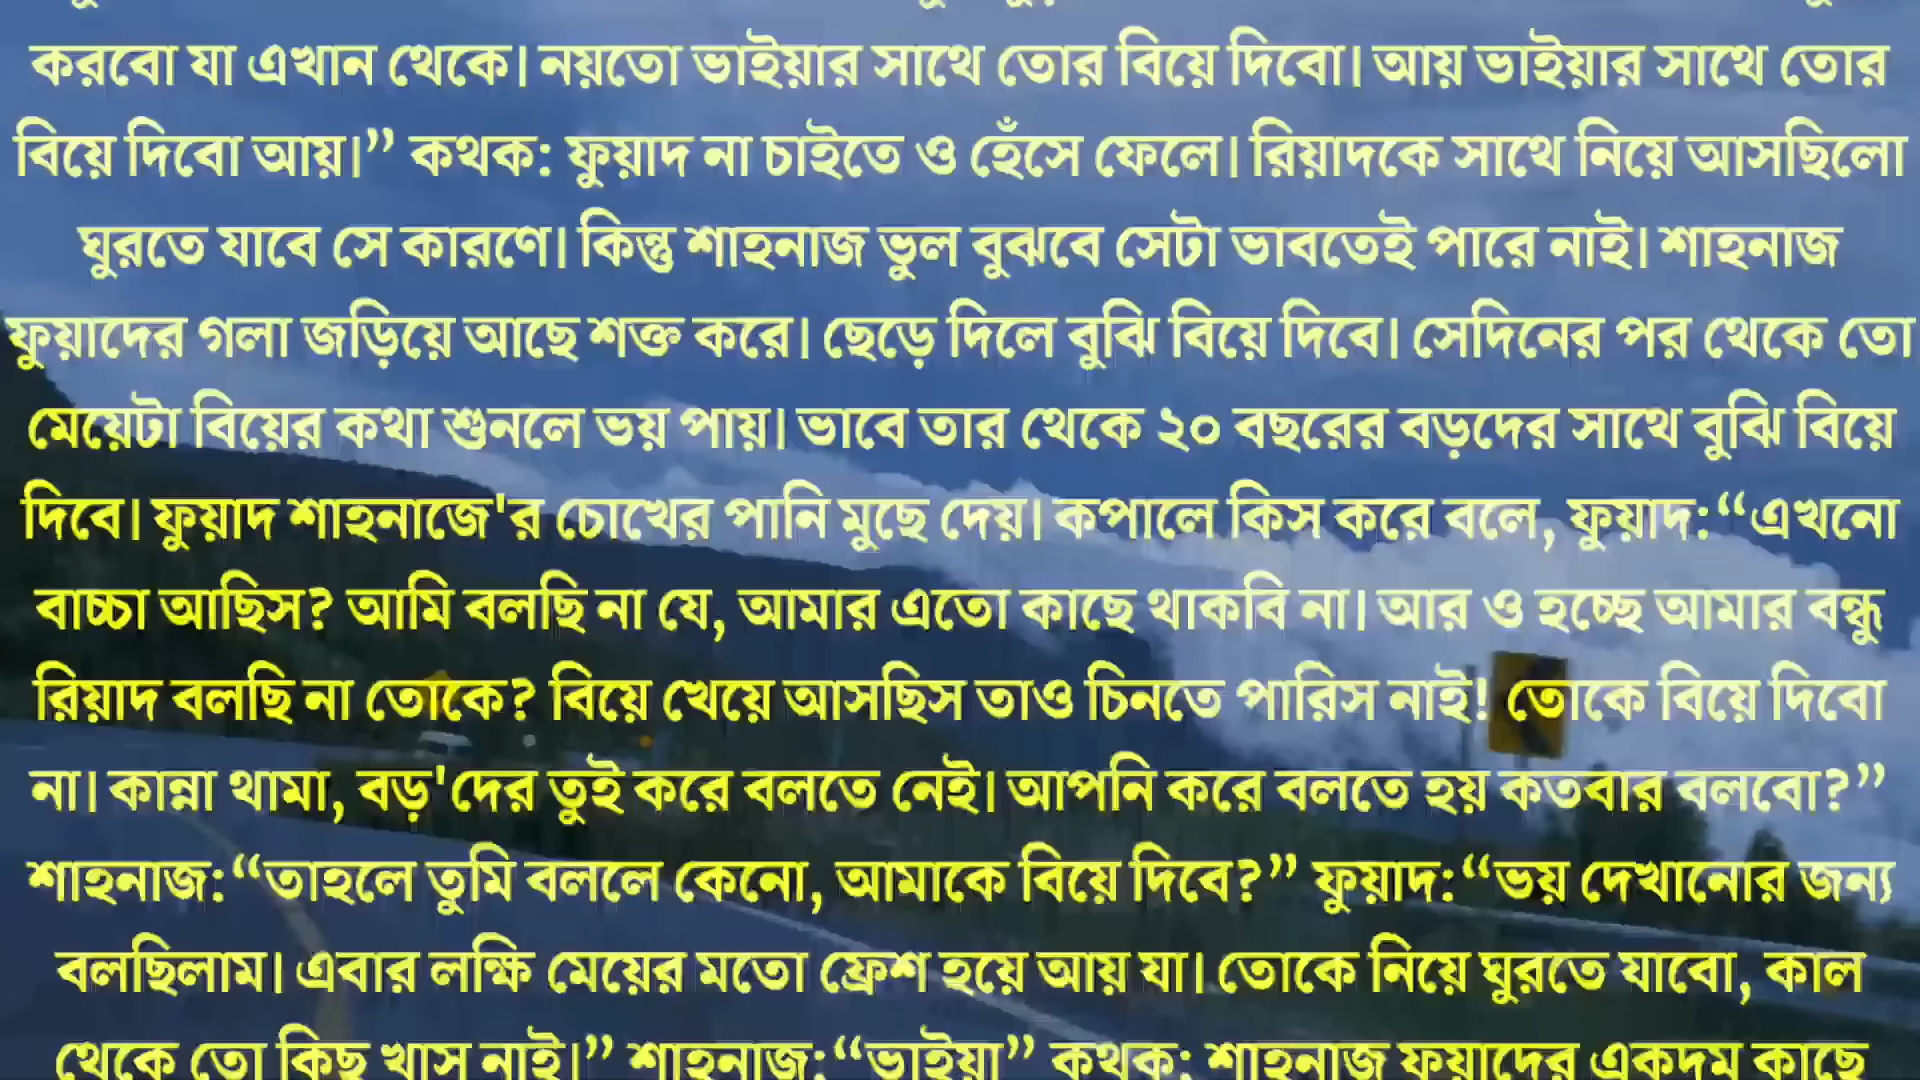 করবো যা এখান থেকে। নয়তো ভাইয়ার সাথে তোর বিয়ে দিবো। আয় ভাইয়ার সাথে তোর
বিয়ে দিবো আয়।” কথক: ফুয়াদ না চাইতে ও হেঁসে ফেলে। রিয়াদকে সাথে নিয়ে আসছিলো
ঘুরতে যাবে সে কারণে। কিন্তু শাহনাজ ভুল বুঝবে সেটা ভাবতেই পারে নাই। শাহনাজ
ফুয়াদের গলা জড়িয়ে আছে শক্ত করে। ছেড়ে দিলে বুঝি বিয়ে দিবে। সেদিনের পর থেকে তো
মেয়েটা বিয়ের কথা শুনলে ভয় পায়। ভাবে তার থেকে ২০ বছরের বড়দের সাথে বুঝি বিয়ে
দিবে। ফুয়াদ শাহনাজে'র চোখের পানি মুছে দেয়। কপালে কিস করে বলে, ফুয়াদ:“এখনো
বাচ্চা আছিস? আমি বলছি না যে, আমার এতো কাছে থাকবি না। আর ও হচ্ছে আমার বন্ধু
রিয়াদ বলছি না তোকে? বিয়ে খেয়ে আসছিস তাও চিনতে পারিস নাই! তোকে বিয়ে দিবো
না। কান্না থামা, বড়'দের তুই করে বলতে নেই। আপনি করে বলতে হয় কতবার বলবো?”
শাহনাজ:“তাহলে তুমি বললে কেনো, আমাকে বিয়ে দিবে?” ফুয়াদ:“ভয় দেখানোর জন্য
বলছিলাম। এবার লক্ষি মেয়ের মতো ফ্রেশ হয়ে আয় যা। তোকে নিয়ে ঘুরতে যাবো, কাল
থেকে তো কিছু খাস নাই।” শাহনাজ:“ভাইয়া” কথক: শাহনাজ ফুয়াদের একদম কাছে